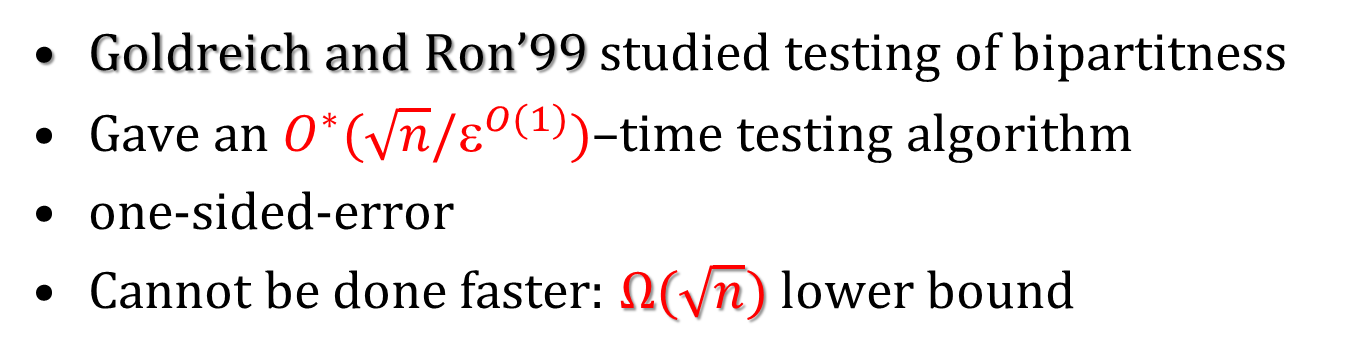 • Goldreich and Ron’99 studied testing of bipartitness
• Gave an O*(√n/ε^O(1))–time testing algorithm
• one-sided-error
• Cannot be done faster: Ω(√n) lower bound